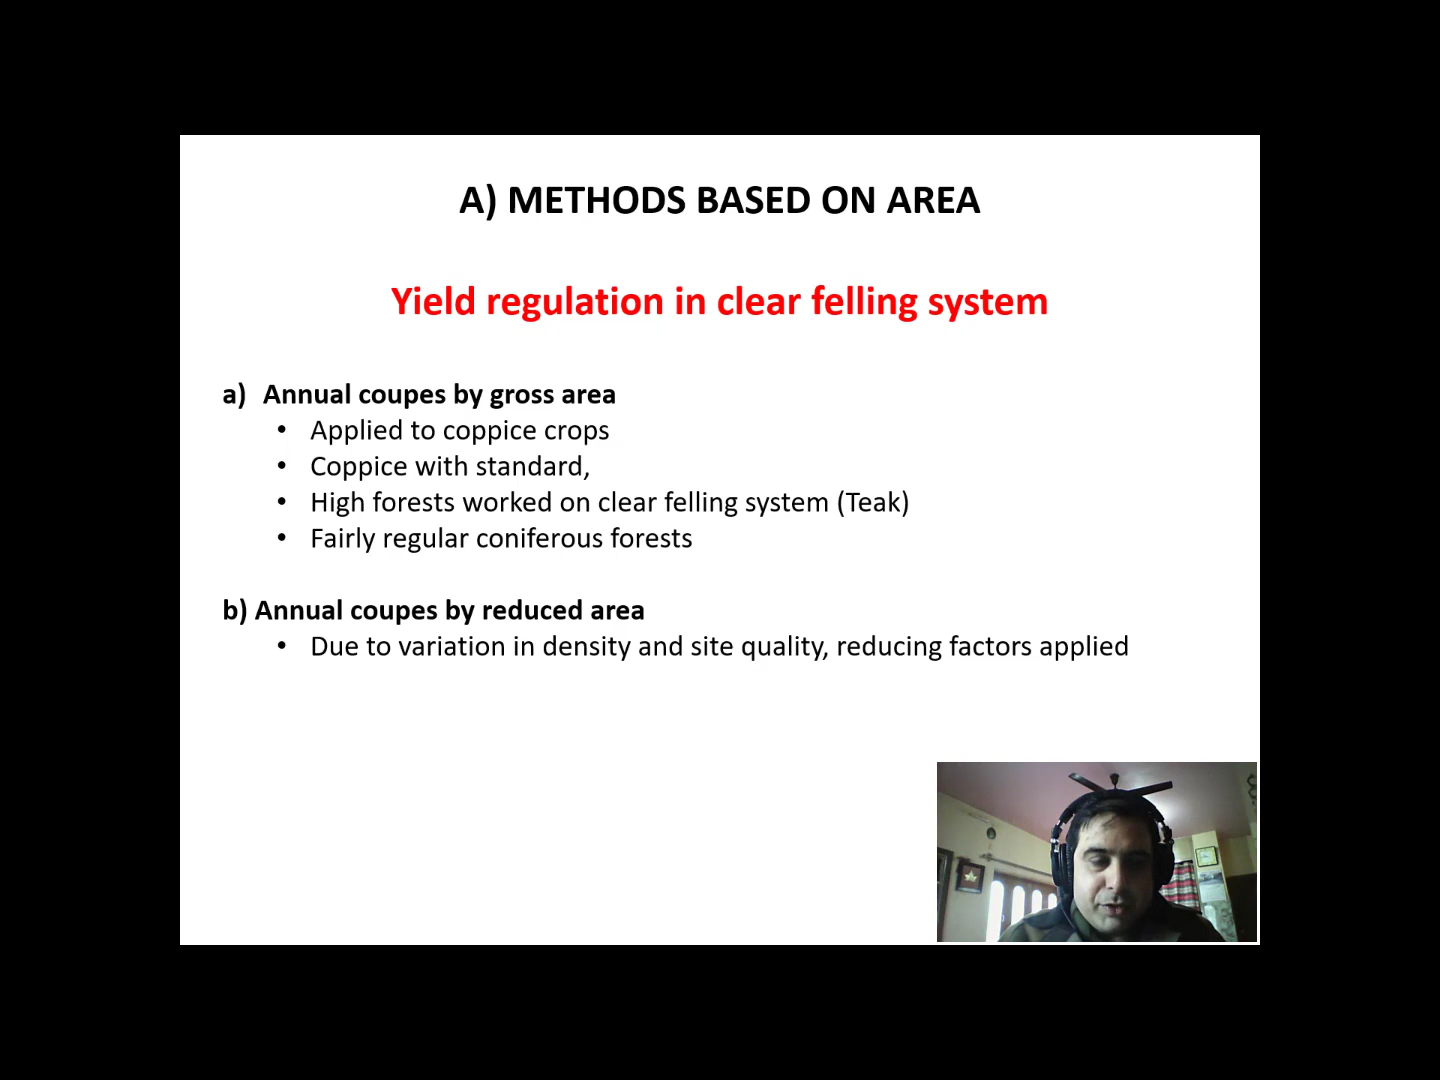 A) METHODS BASED ON AREA
Yield regulation in clear felling system
a) Annual coupes by gross area
• Applied to coppice crops
• Coppice with standard,
• High forests worked on clear felling system (Teak)
• Fairly regular coniferous forests
b) Annual coupes by reduced area
• Due to variation in density and site quality, reducing factors applied